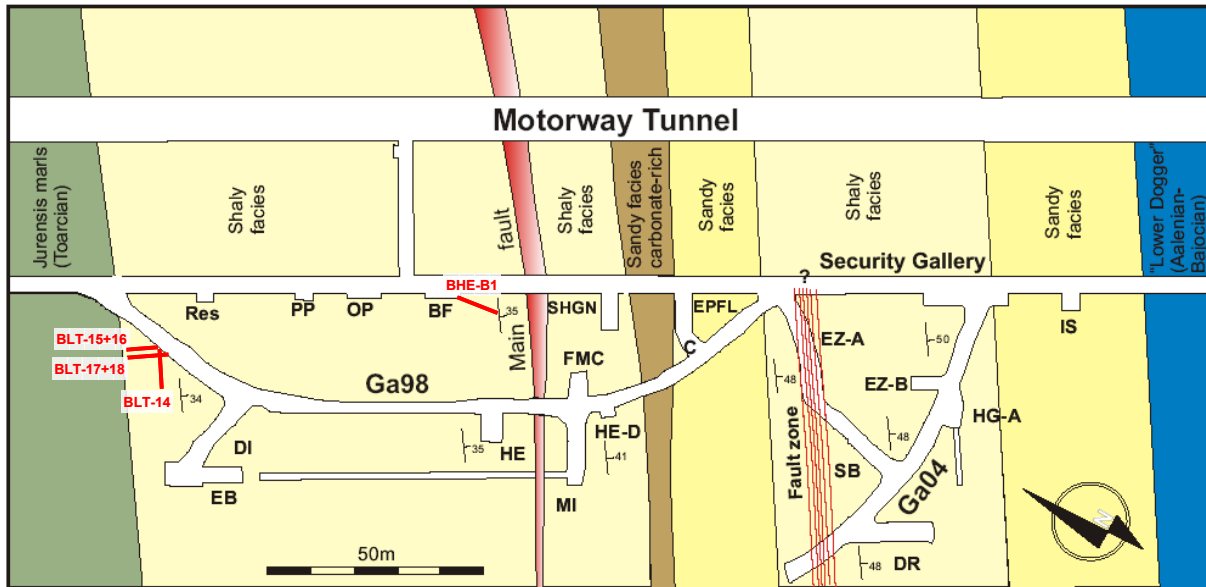 Motorway Tunnel
Jurensis marls
(Toarcian)
Shaly
facies
fault
Shaly
facies
Sandy facies
carbonate-rich
Sandy
facies
Shaly
facies
Sandy
facies
"Lower Dogger"
(Aalenian-
Bajocian)
Security Gallery
?
BHE-B1
Res
PP
OP
BF
35
SHGN
EPFL
IS
BLT-15+16
BLT-17+18
BLT-14
Main
FMC
C
EZ-A
50
34
Ga98
48
EZ-B
DI
35
HE
HE-D
41
48
HG-A
EB
MI
Fault zone
SB
Ga04
50m
48
DR
N